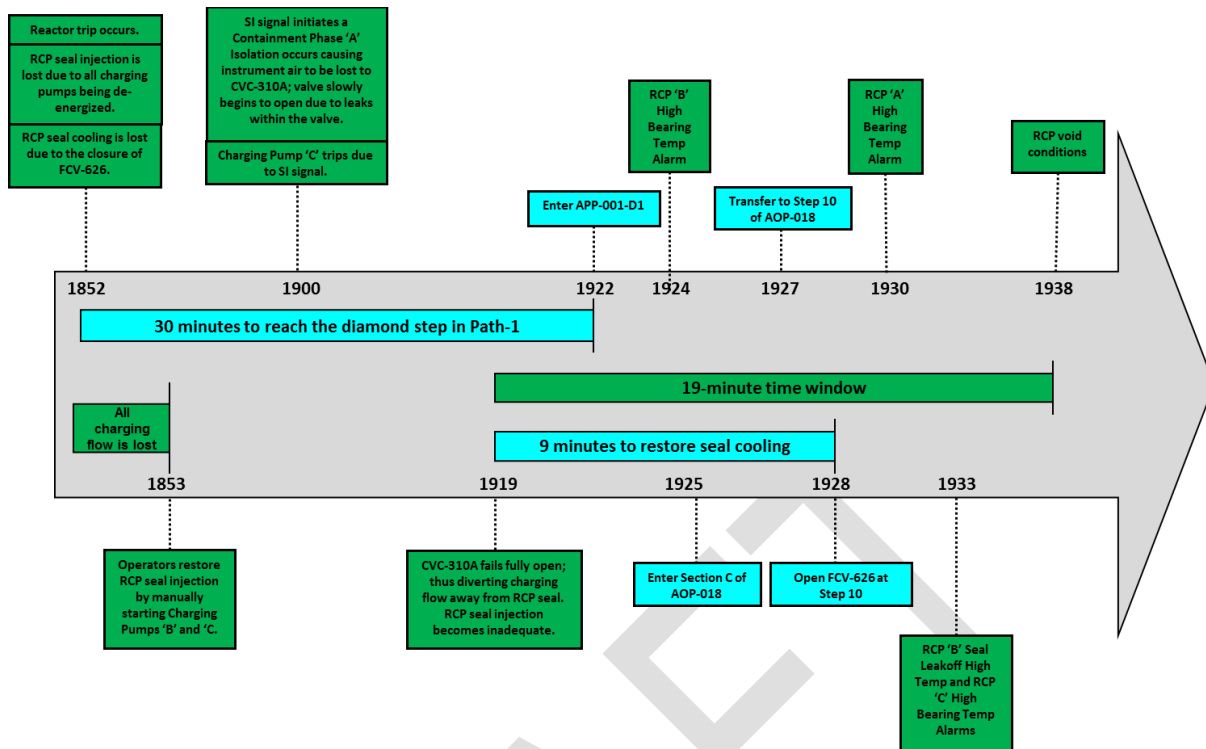 Reactor trip occurs.
RCP seal injection is
lost due to all charging
pumps being de-
energized.
RCP seal cooling is lost
due to the closure of
FCV-626.
SI signal initiates a
Containment Phase ‘A’
Isolation occurs causing
instrument air to be lost to
CVC-310A; valve slowly
begins to open due to leaks
within the valve.
Charging Pump ‘C’ trips due
to SI signal.
Enter APP-001-D1
RCP ‘B’
High
Bearing
Temp
Alarm
Transfer to Step 10
of AOP-018
RCP ‘A’
High
Bearing
Temp
Alarm
RCP void
conditions
1852
1900
1922
1924
1927
1930
1938
30 minutes to reach the diamond step in Path-1
19-minute time window
All
charging
flow is lost
9 minutes to restore seal cooling
1853
1919
1925
1928
1933
Operators restore
RCP seal injection
by manually
starting Charging
Pumps ‘B’ and ‘C.
CVC-310A fails fully open;
thus diverting charging
flow away from RCP seal.
RCP seal injection
becomes inadequate.
Enter Section C of
AOP-018
Open FCV-626 at
Step 10
RCP ‘B’ Seal
Leakoff High
Temp and RCP
‘C’ High
Bearing Temp
Alarms